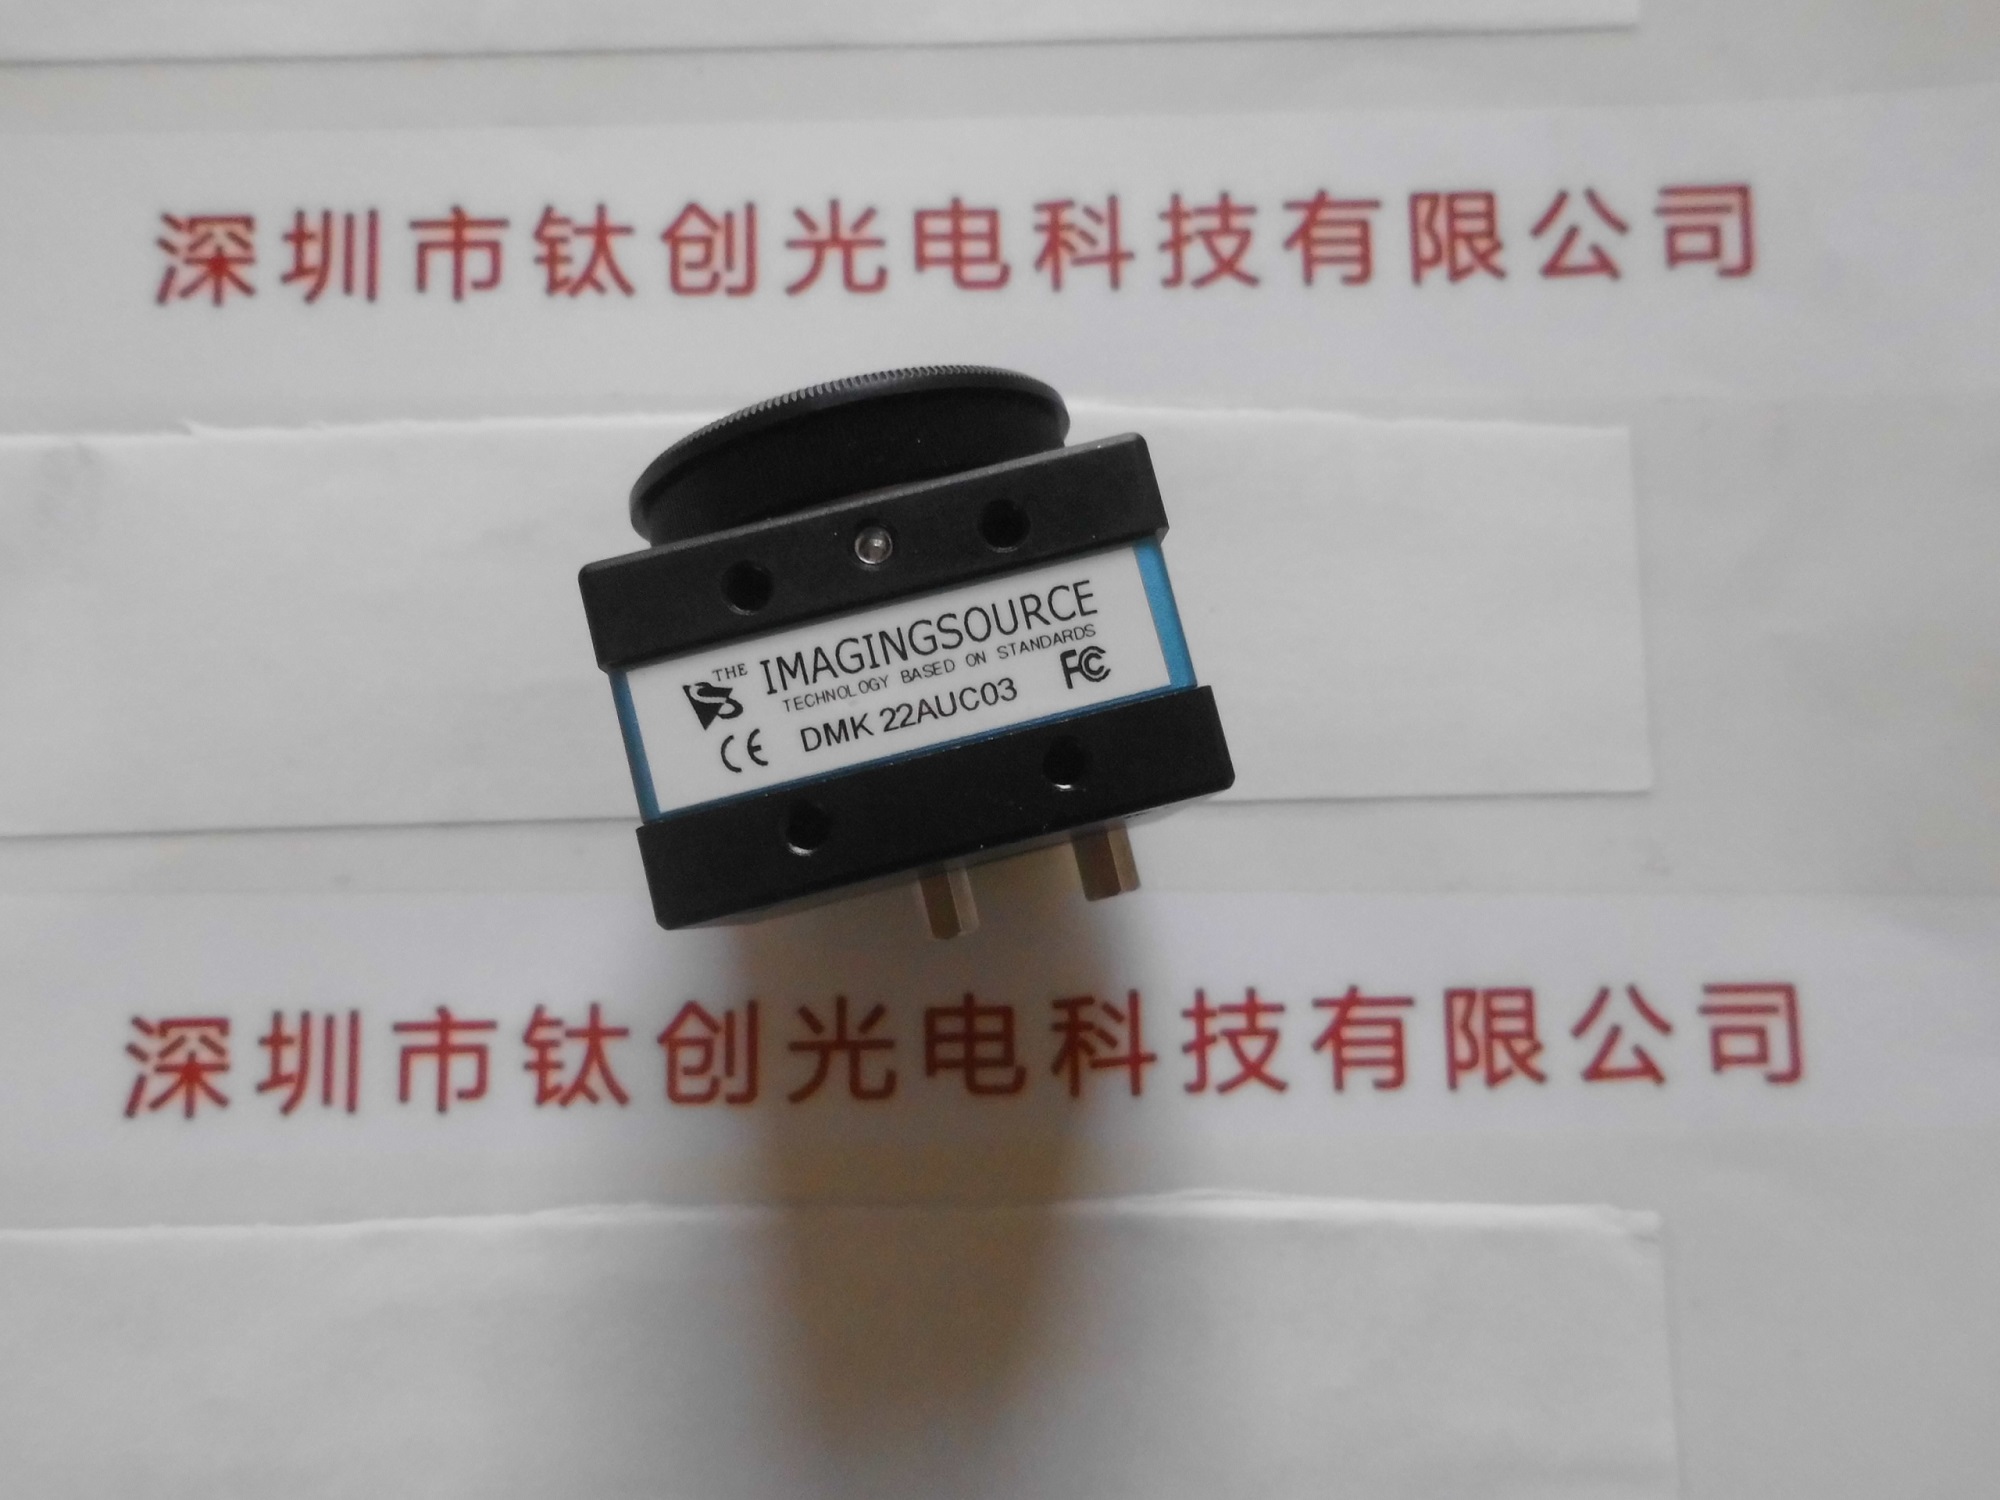 深圳市钛创光电科技有限公司
THE IMAGINGSOURCE
TECHNOLOGY BASED ON STANDARDS
IS
CE DMK 22AUC03 FC
深圳市钛创光电科技有限公司